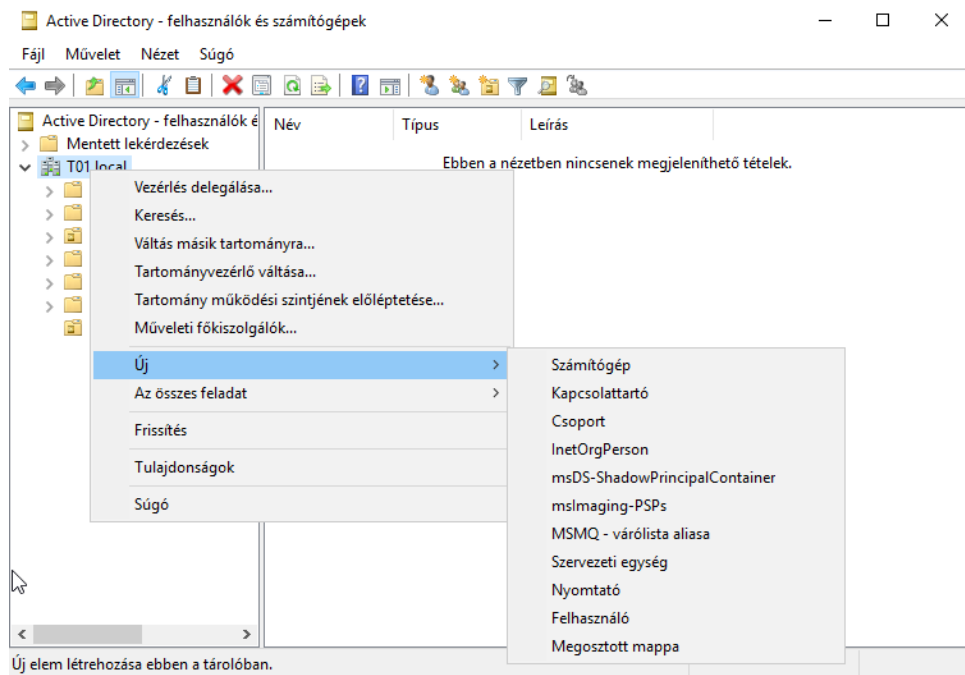 Active Directory - felhasználók és számítógépek
Fájl Művelet Nézet Súgó
Active Directory - felhasználók é
Mentett lekérdezések
T01.local
Név Típus Leírás
Ebben a nézetben nincsenek megjeleníthető tételek.
Vezérlés delegálása...
Keresés...
Váltás másik tartományra...
Tartományvezérlő váltása...
Tartomány működési szintjének előléptetése...
Műveleti főkiszolgálók...
Új
Az összes feladat
Frissítés
Tulajdonságok
Súgó
Számítógép
Kapcsolattartó
Csoport
InetOrgPerson
msDS-ShadowPrincipalContainer
msImaging-PSPs
MSMQ - várólista aliasa
Szervezeti egység
Nyomtató
Felhasználó
Megosztott mappa
Új elem létrehozása ebben a tárolóban.